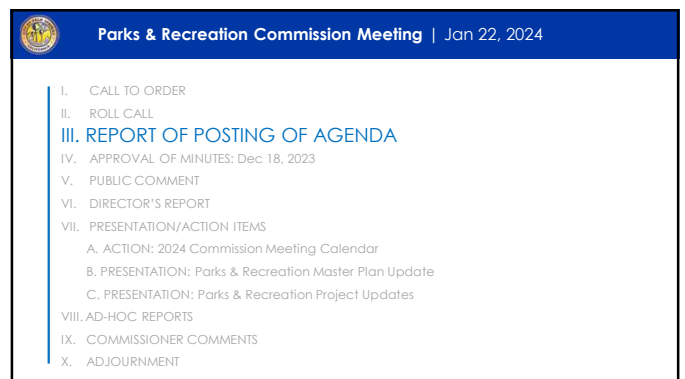 Parks & Recreation Commission Meeting | Jan 22, 2024
I. CALL TO ORDER
II. ROLL CALL
III. REPORT OF POSTING OF AGENDA
IV. APPROVAL OF MINUTES: Dec 18, 2023
V. PUBLIC COMMENT
VI. DIRECTOR'S REPORT
VII. PRESENTATION/ACTION ITEMS
A. ACTION: 2024 Commission Meeting Calendar
B. PRESENTATION: Parks & Recreation Master Plan Update
C. PRESENTATION: Parks & Recreation Project Updates
VIII. AD-HOC REPORTS
IX. COMMISSIONER COMMENTS
X. ADJOURNMENT